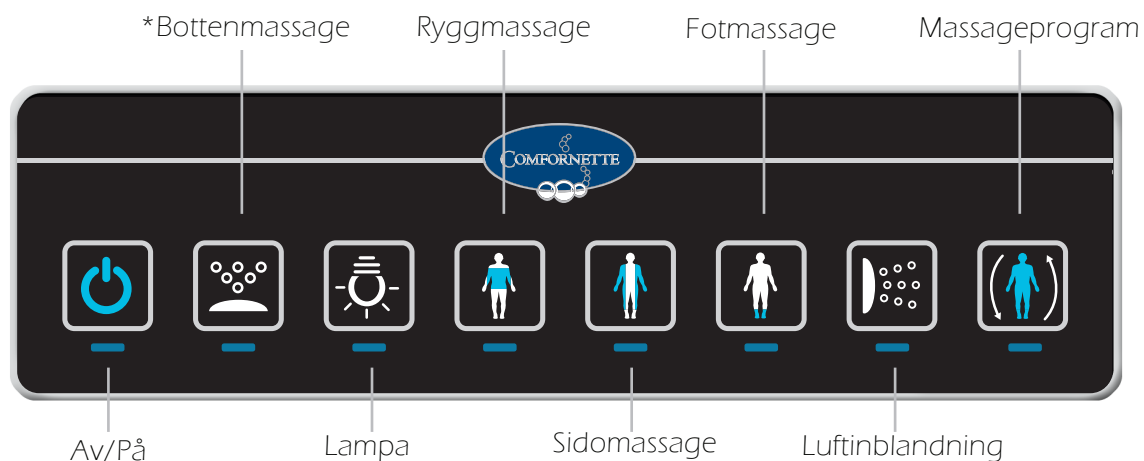 *Bottenmassage Ryggmassage Fotmassage Massageprogram
COMFORNETTE
Av/På Lampa Sidomassage Luftinblandning